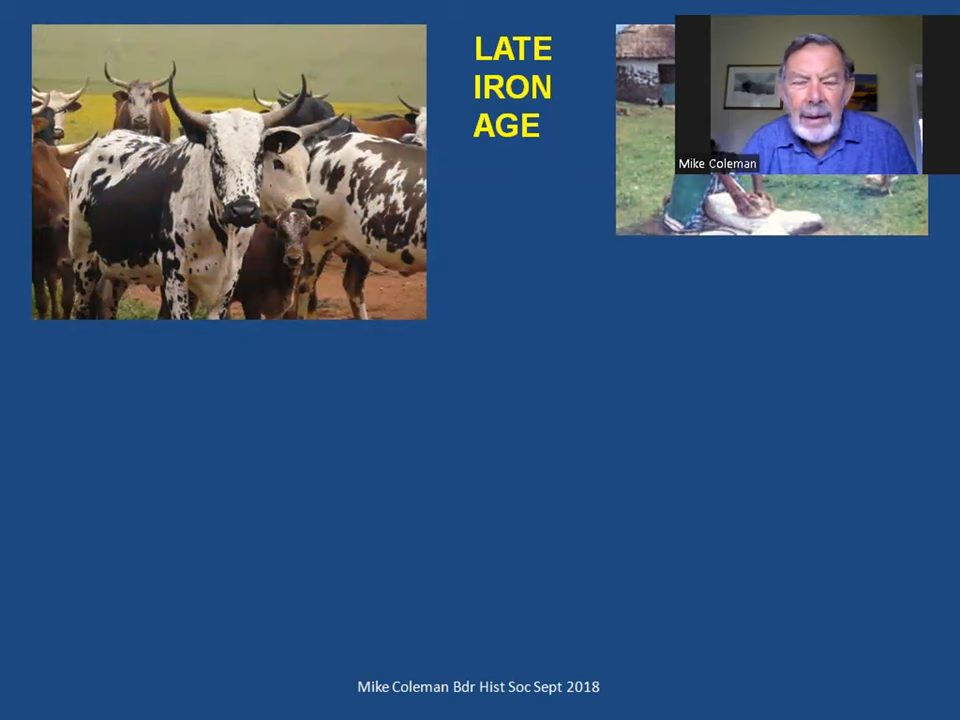 LATE
IRON
AGE
Mike Coleman
Mike Coleman Bdr Hist Soc Sept 2018